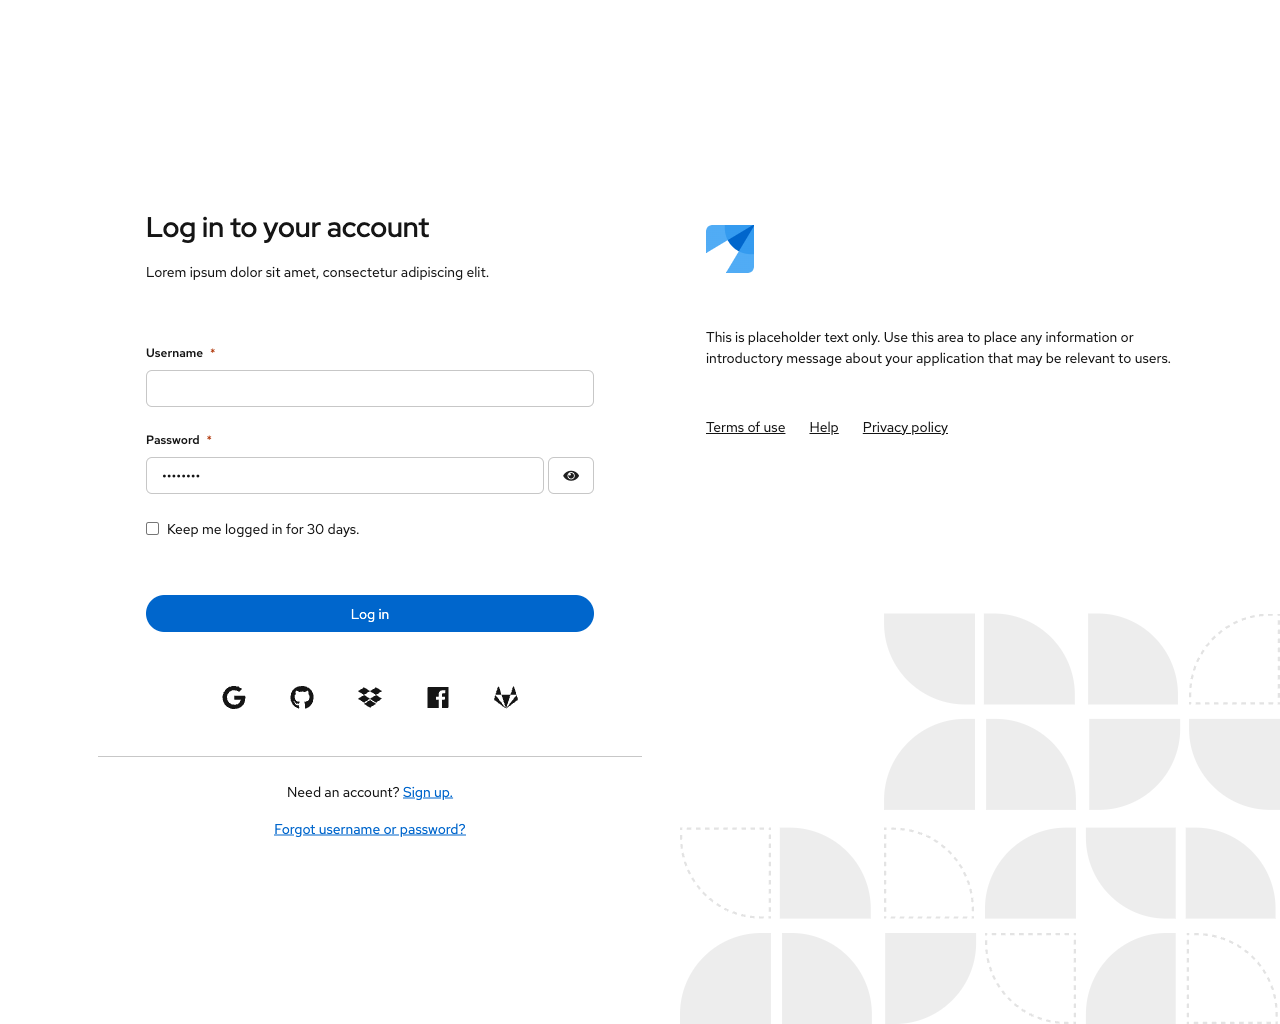 Log in to your account
Lorem ipsum dolor sit amet, consectetur adipiscing elit.
Username *
Password *
••••••••
Keep me logged in for 30 days.
Log in
Need an account? Sign up.
Forgot username or password?
This is placeholder text only. Use this area to place any information or
introductory message about your application that may be relevant to users.
Terms of use Help Privacy policy